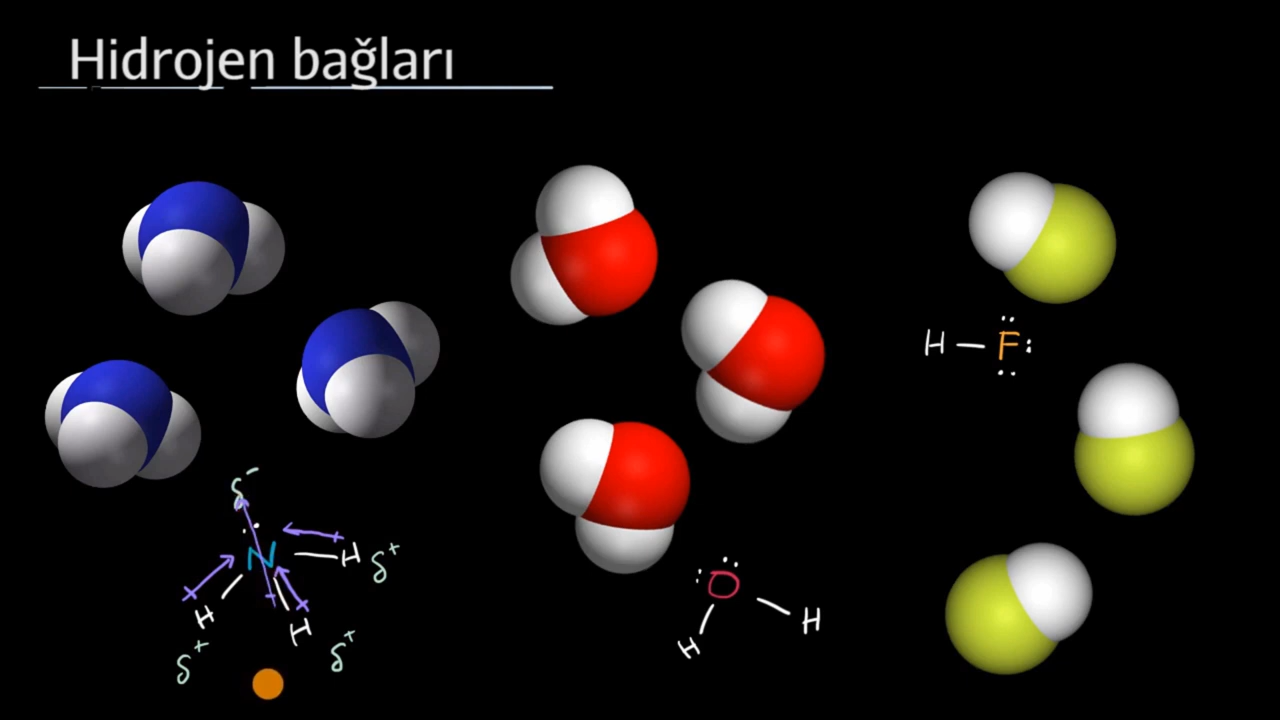 Hidrojen bağları
H — F
δ⁻
N H δ⁺
H H
δ⁺ δ⁺
O
H H